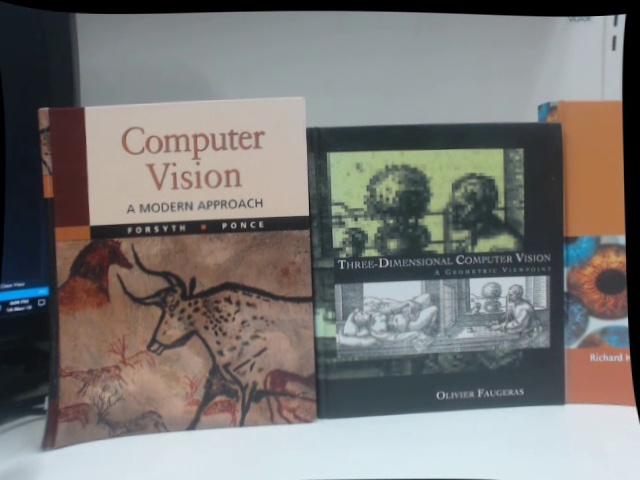 Computer
Vision
A MODERN APPROACH
FORSYTH ▪ PONCE
THREE-DIMENSIONAL COMPUTER VISION
A GEOMETRIC VIEWPOINT
OLIVIER FAUGERAS
Richard